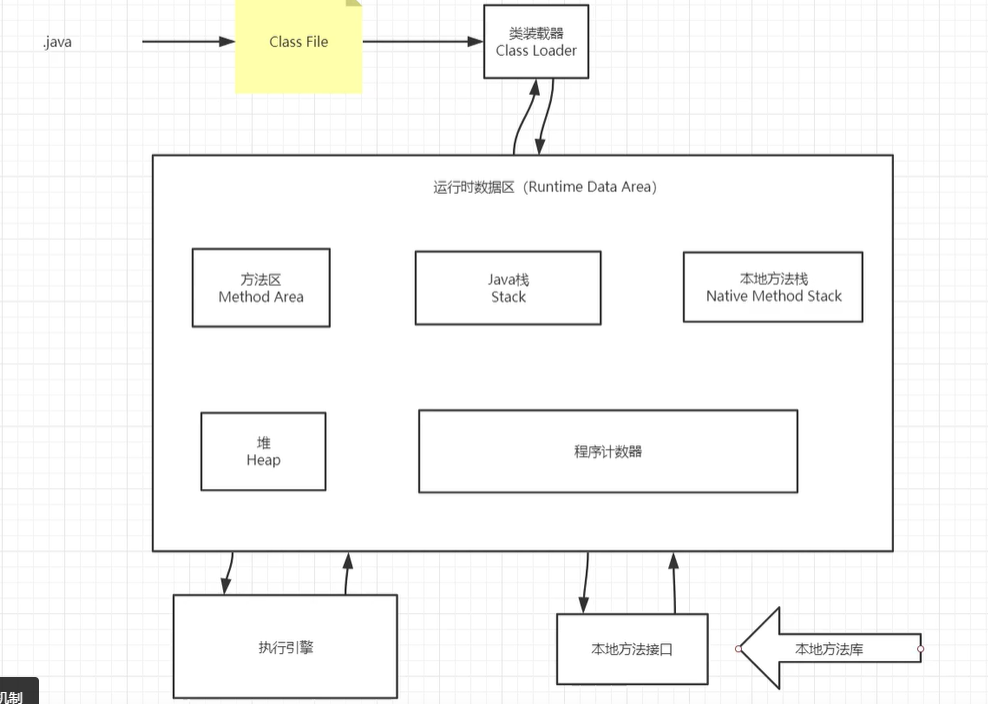 .java
Class File
类装载器
Class Loader
运行时数据区（Runtime Data Area）
方法区
Method Area
Java栈
Stack
本地方法栈
Native Method Stack
堆
Heap
程序计数器
执行引擎
本地方法接口
本地方法库
机制